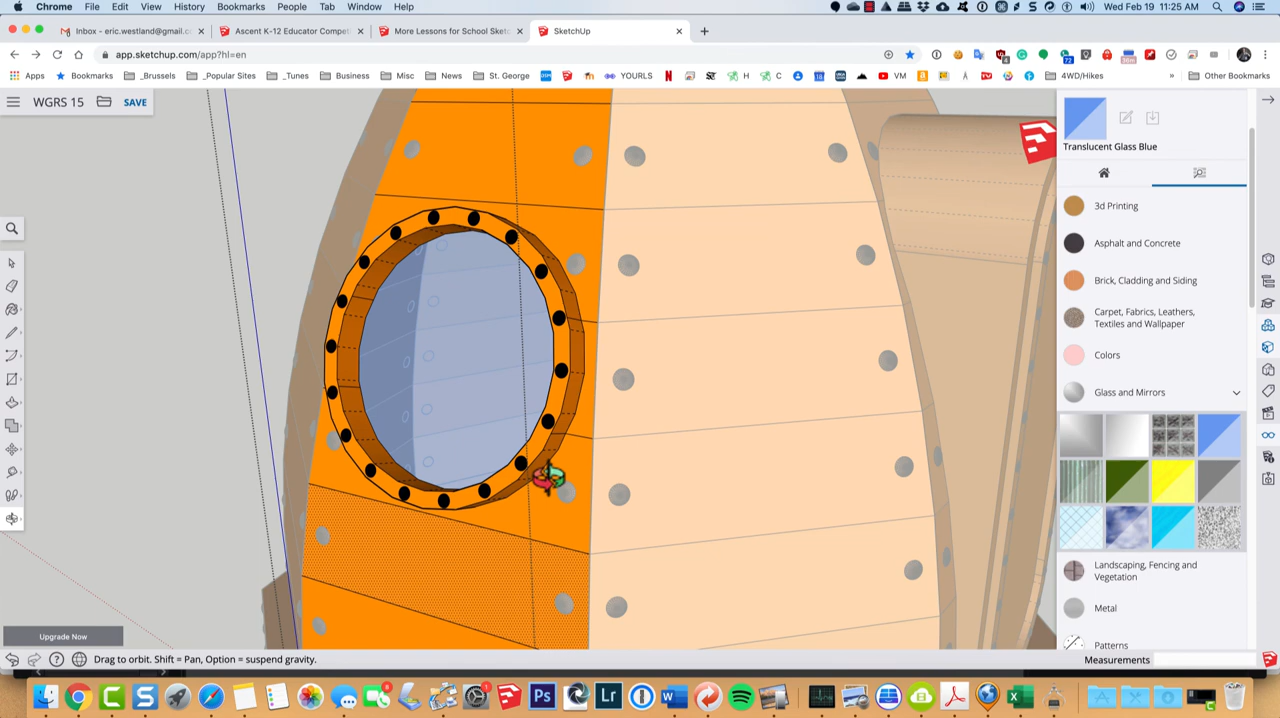 Chrome File Edit View History Bookmarks People Tab Window Help Wed Feb 19 11:25 AM
Inbox - eric.westland@gmail.c Ascent K-12 Educator Compet More Lessons for School Sket SketchUp
app.sketchup.com/app?hl=en
Apps Bookmarks _Brussels _Popular Sites _Tunes Business Misc News St. George YOURLS H C VM 4WD/Hikes » Other Bookmarks
WGRS 15 SAVE
Translucent Glass Blue
3d Printing
Asphalt and Concrete
Brick, Cladding and Siding
Carpet, Fabrics, Leathers,
Textiles and Wallpaper
Colors
Glass and Mirrors
Landscaping, Fencing and
Vegetation
Metal
Patterns
Upgrade Now
Drag to orbit. Shift = Pan, Option = suspend gravity. Measurements
Ps Lr W X